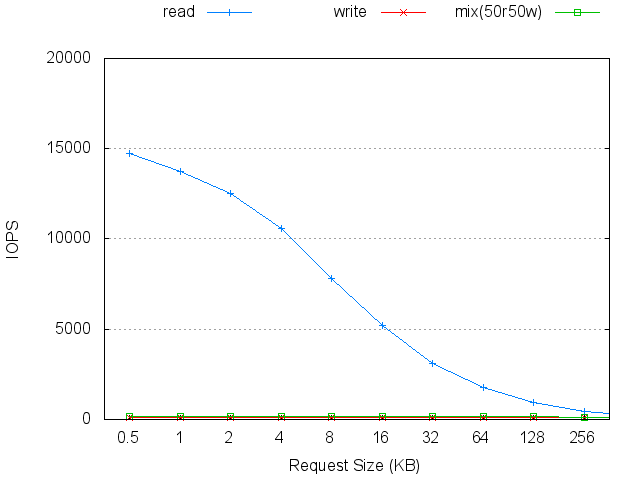 read write mix(50r50w)
20000
15000
10000
5000
0
IOPS
0.5 1 2 4 8 16 32 64 128 256
Request Size (KB)